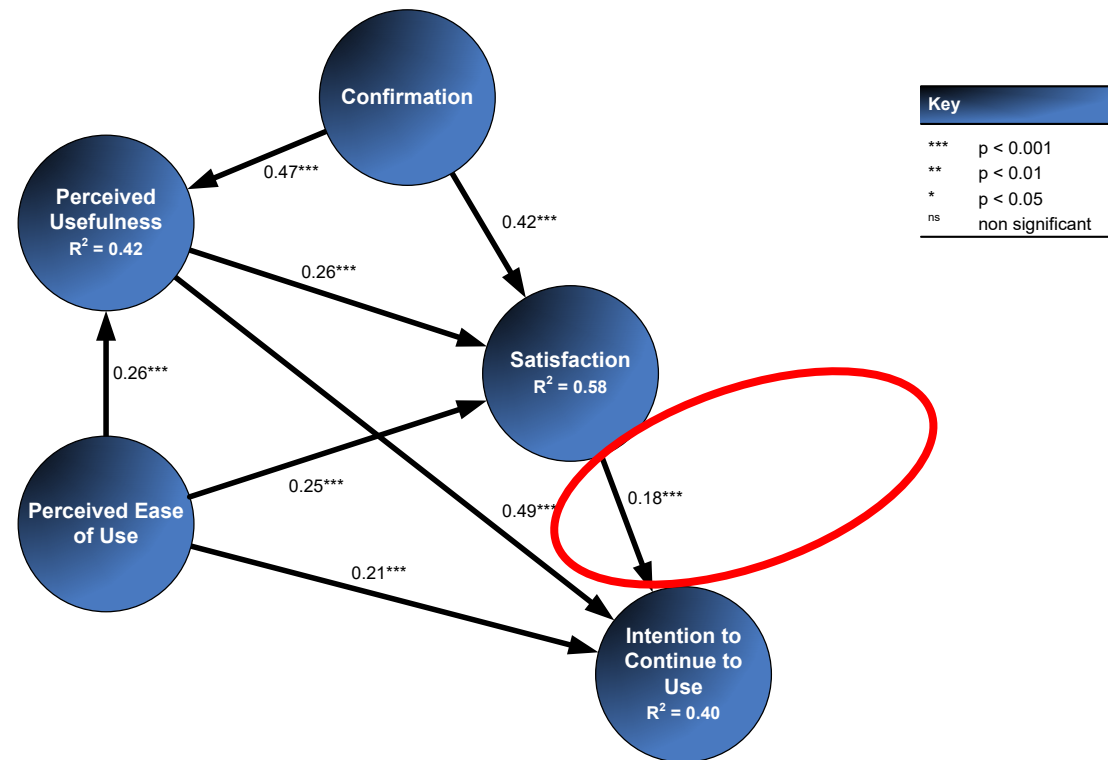 Confirmation
Key
*** p < 0.001
** p < 0.01
* p < 0.05
ns non significant
0.47***
Perceived
Usefulness
R² = 0.42
0.42***
0.26***
Satisfaction
R² = 0.58
0.26***
Perceived Ease
of Use
0.25***
0.49***
0.18***
0.21***
Intention to
Continue to
Use
R² = 0.40